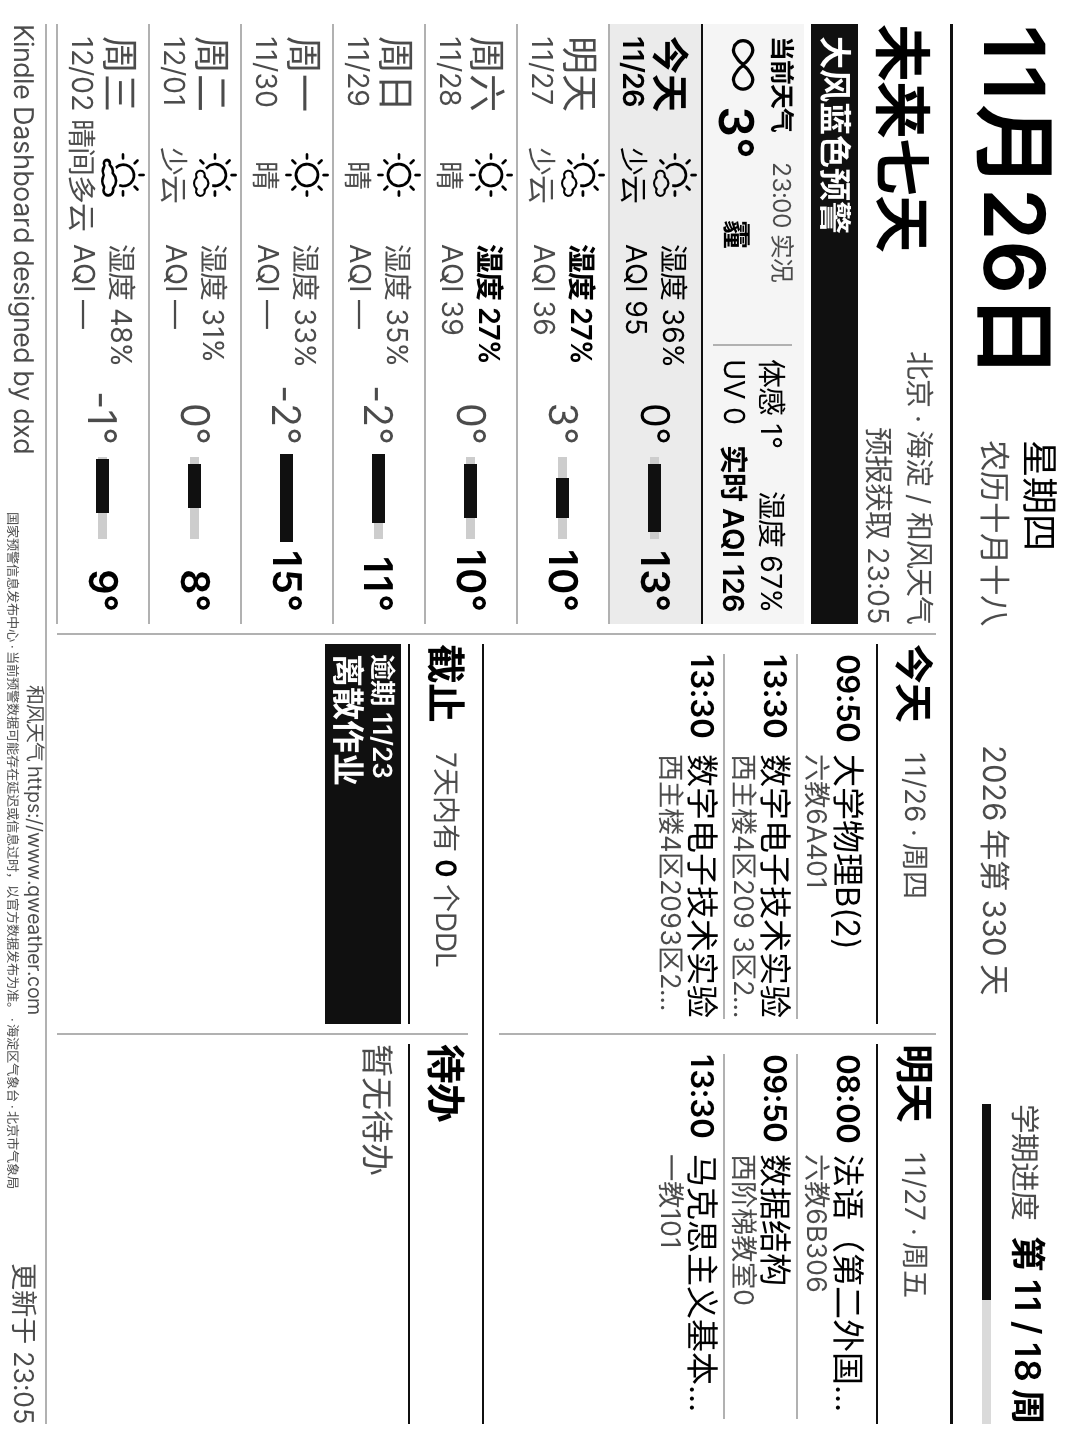 11月26日
星期四
农历十月十八
2026 年第 330 天
学期进度 第 11 / 18 周
未来七天
北京 · 海淀 / 和风天气
预报获取 23:05
大风蓝色预警
当前天气 23:00 实况
3° 霾
体感 1° 湿度 67%
UV 0 实时 AQI 126
今天 11/26 少云 湿度 36% AQI 95 0° 13°
明天 11/27 少云 湿度 27% AQI 36 3° 10°
周六 11/28 晴 湿度 27% AQI 39 0° 10°
周日 11/29 晴 湿度 35% AQI — -2° 11°
周一 11/30 晴 湿度 33% AQI — -2° 15°
周二 12/01 少云 湿度 31% AQI — 0° 8°
周三 12/02 晴间多云 湿度 48% AQI — -1° 9°
今天 11/26 · 周四
09:50 大学物理B(2)
六教6A401
13:30 数字电子技术实验
西主楼4区209 3区2...
13:30 数字电子技术实验
西主楼4区2093区2...
明天 11/27 · 周五
08:00 法语（第二外国...
六教6B306
09:50 数据结构
西阶梯教室0
13:30 马克思主义基本...
一教101
截止 7天内有 0 个DDL
逾期 11/23
离散作业
待办
暂无待办
Kindle Dashboard designed by dxd
和风天气 https://www.qweather.com
国家预警信息发布中心 · 当前预警数据可能存在延迟或信息过时，以官方数据发布为准。 · 海淀区气象台 · 北京市气象局
更新于 23:05